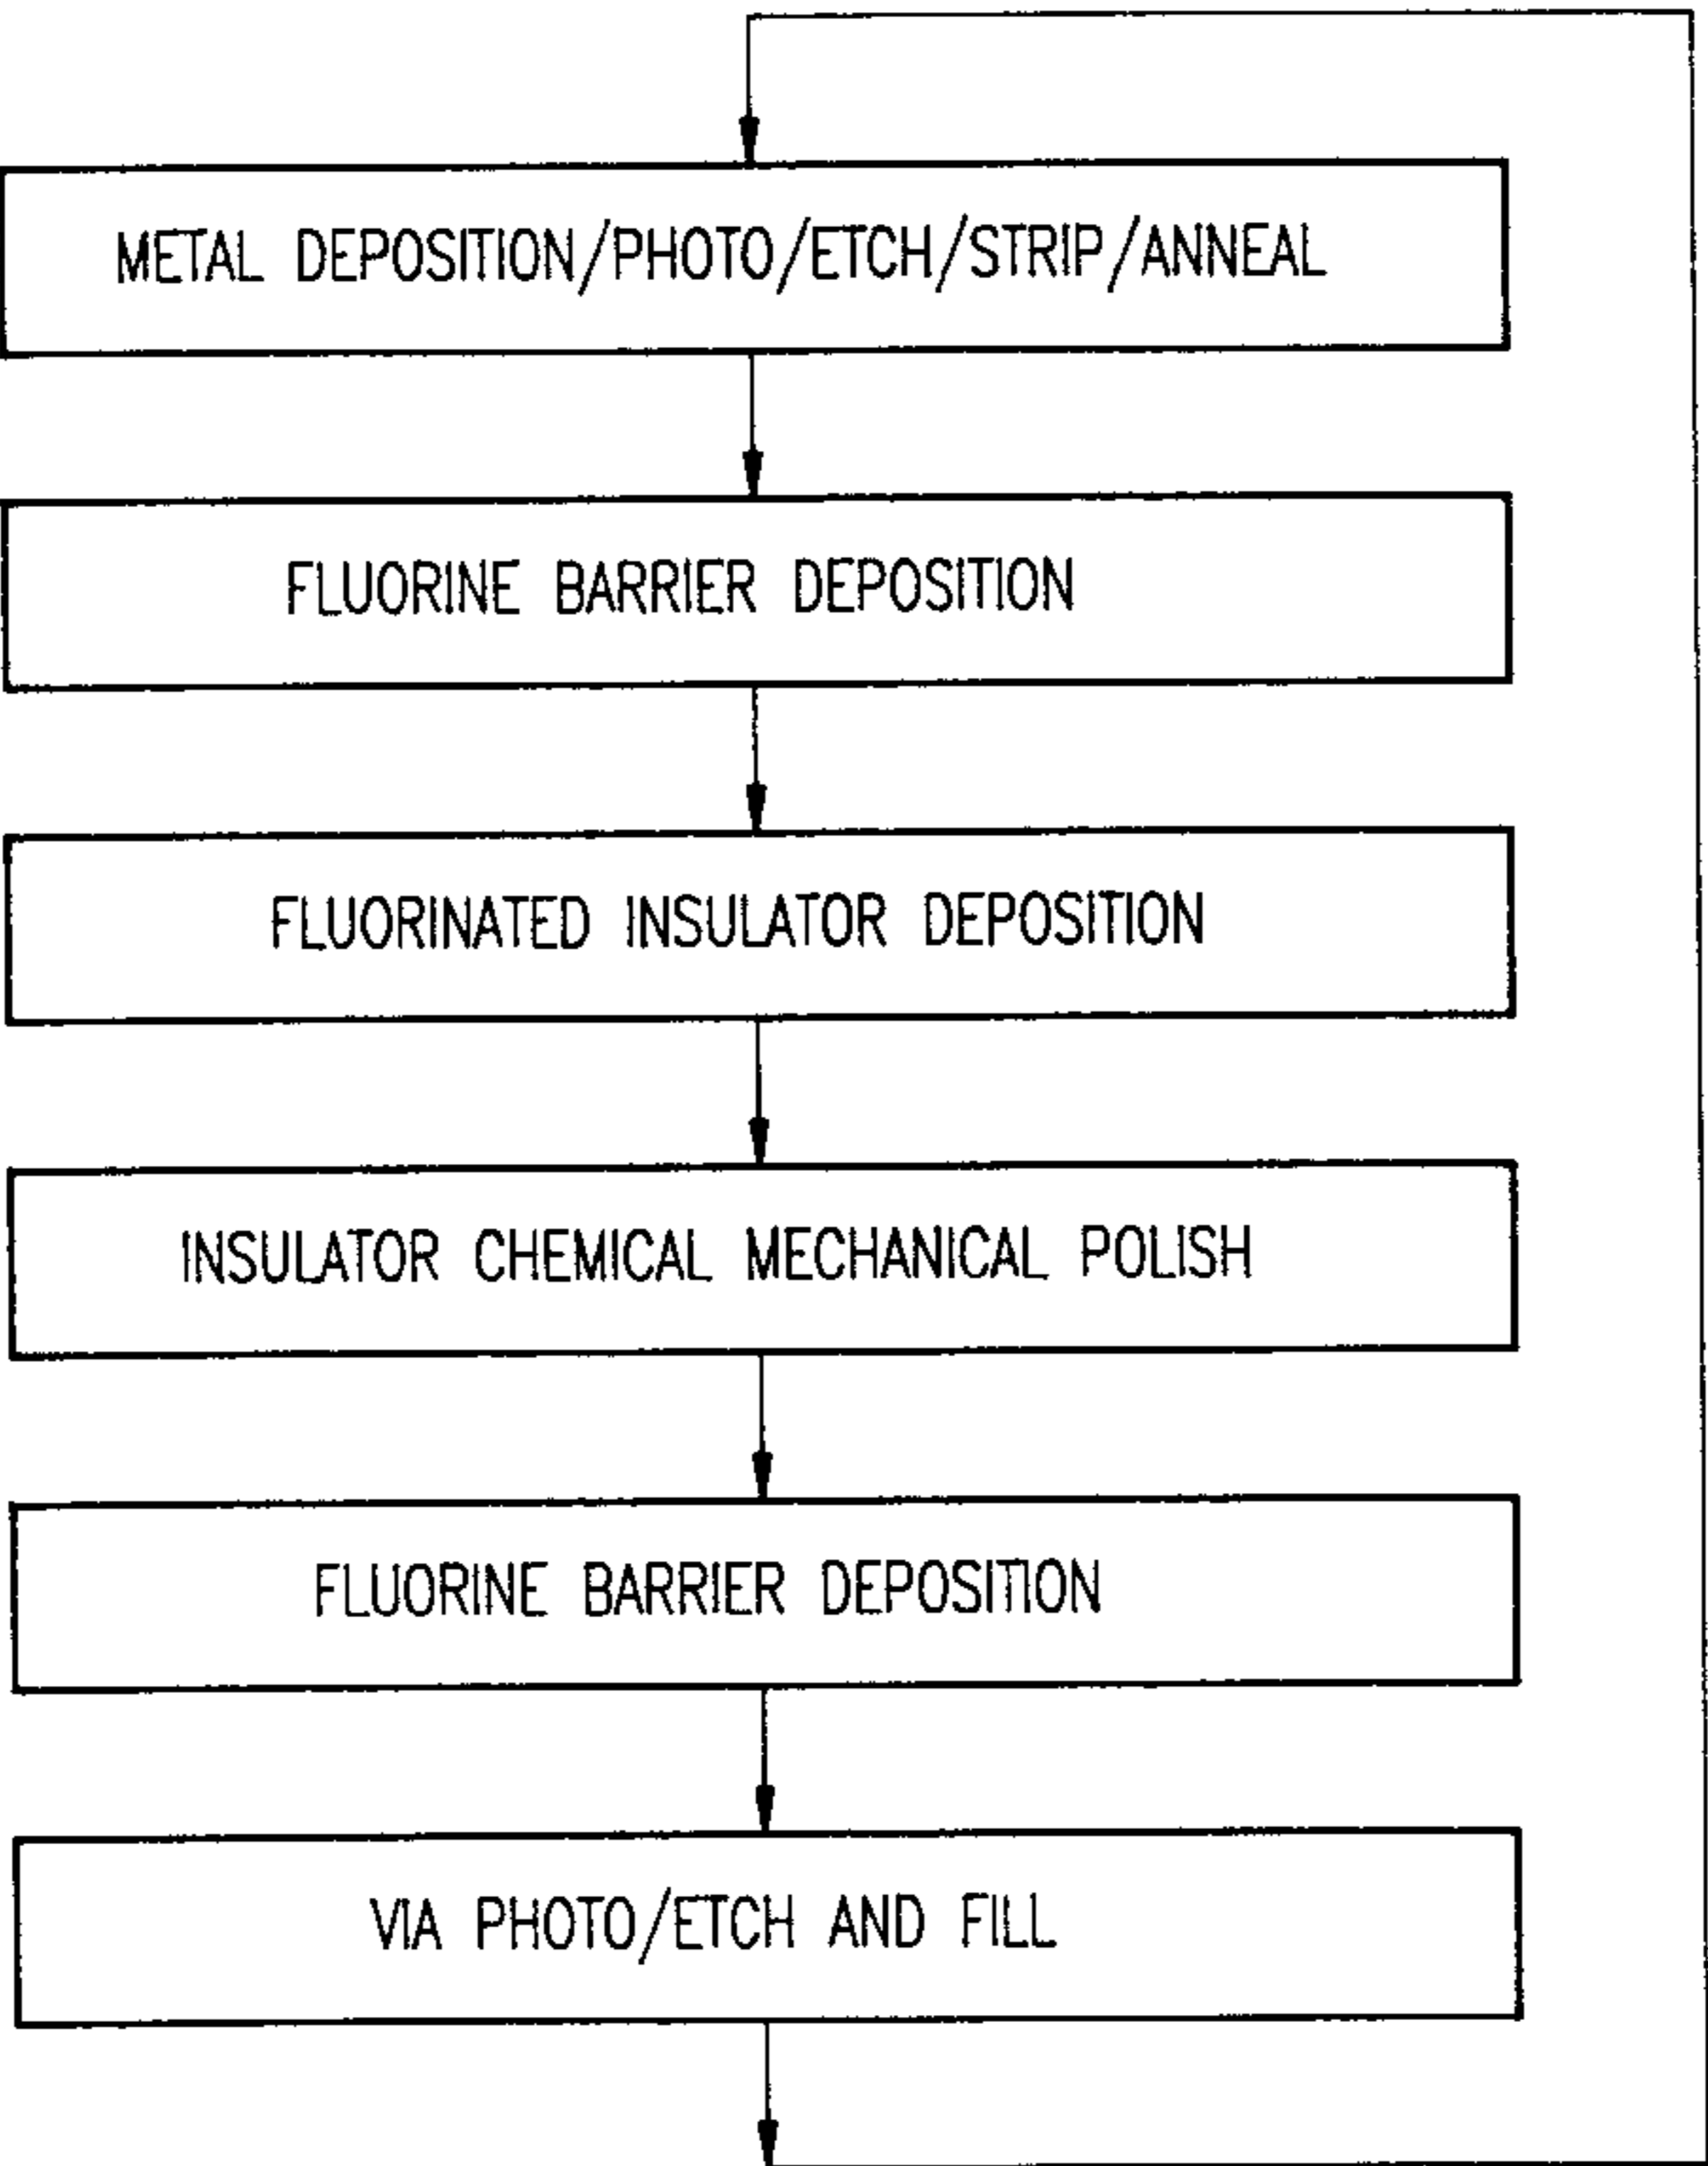 METAL DEPOSITION/PHOTO/ETCH/STRIP/ANNEAL
FLUORINE BARRIER DEPOSITION
FLUORINATED INSULATOR DEPOSITION
INSULATOR CHEMICAL MECHANICAL POLISH
FLUORINE BARRIER DEPOSITION
VIA PHOTO/ETCH AND FILL